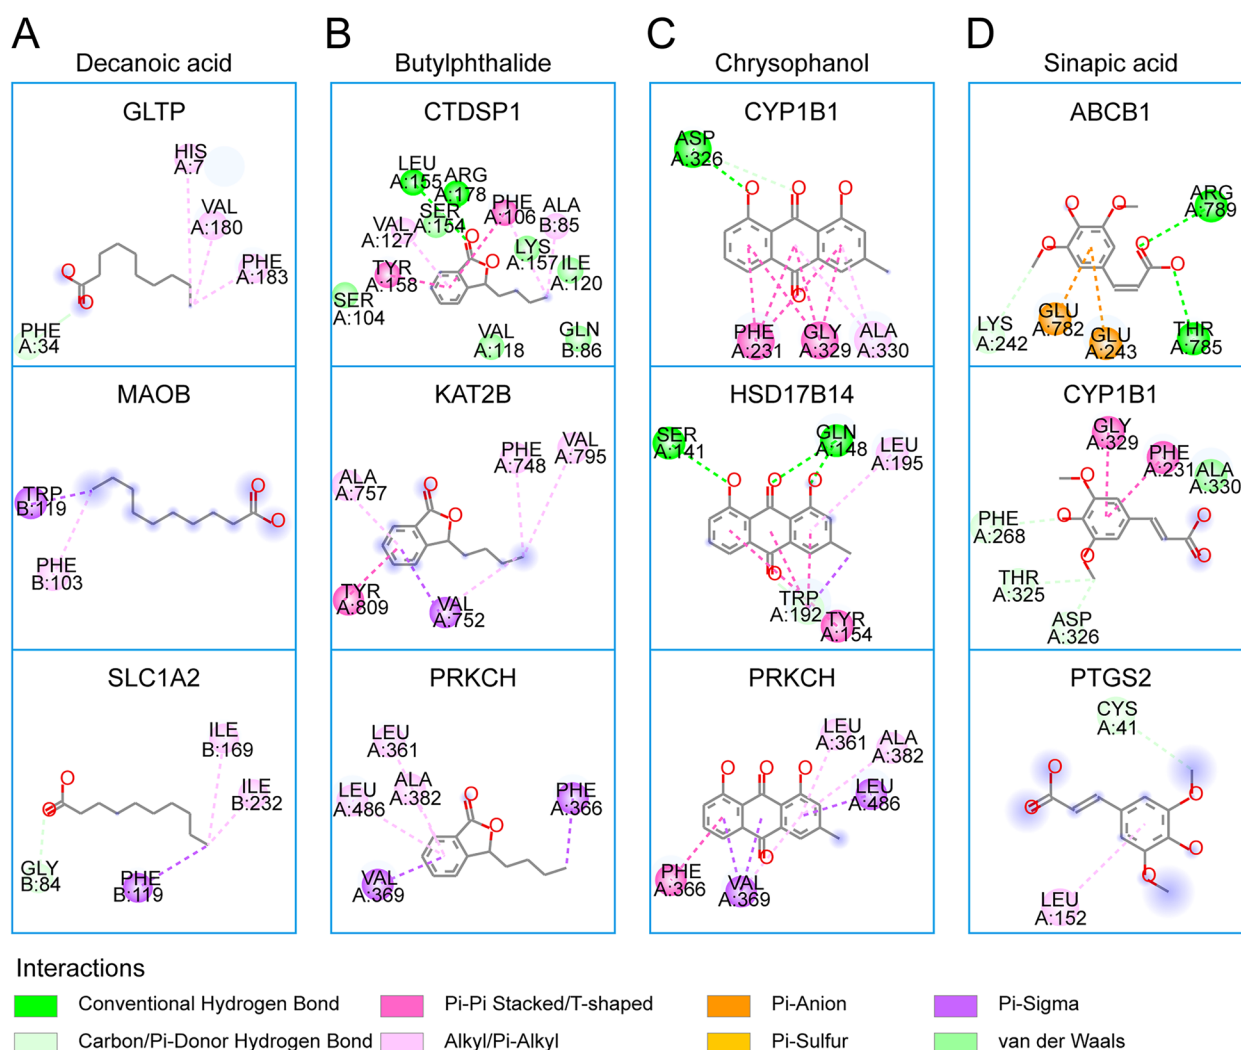 A
B
C
D
Decanoic acid
Butylphthalide
Chrysophanol
Sinapic acid
GLTP
HIS
A:7
VAL
A:180
PHE
A:183
O
O
PHE
A:34
CTDSP1
LEU
A:155
ARG
A:178
SER
A:154
PHE
A:106
ALA
B:85
VAL
A:127
LYS
A:157
ILE
A:120
TYR
A:158
O
O
SER
A:104
VAL
A:118
GLN
B:86
CYP1B1
ASP
A:326
O
O
O
O
PHE
A:231
GLY
A:329
ALA
A:330
ABCB1
ARG
A:789
O
O
O
O
O
LYS
A:242
GLU
A:782
GLU
A:243
THR
A:785
MAOB
TRP
B:119
PHE
B:103
O
O
KAT2B
ALA
A:757
PHE
A:748
VAL
A:795
O
O
TYR
A:809
VAL
A:752
HSD17B14
SER
A:141
GLN
A:148
LEU
A:195
O
O
O
O
TRP
A:192
TYR
A:154
CYP1B1
GLY
A:329
PHE
A:231
ALA
A:330
O
O
O
O
O
PHE
A:268
THR
A:325
ASP
A:326
SLC1A2
ILE
B:169
ILE
B:232
O
O
GLY
B:84
PHE
B:119
PRKCH
LEU
A:361
LEU
A:486
ALA
A:382
PHE
A:366
O
O
VAL
A:369
PRKCH
LEU
A:361
ALA
A:382
LEU
A:486
O
O
O
O
PHE
A:366
VAL
A:369
PTGS2
CYS
A:41
O
O
O
O
O
LEU
A:152
Interactions
Conventional Hydrogen Bond
Pi-Pi Stacked/T-shaped
Pi-Anion
Pi-Sigma
Carbon/Pi-Donor Hydrogen Bond
Alkyl/Pi-Alkyl
Pi-Sulfur
van der Waals